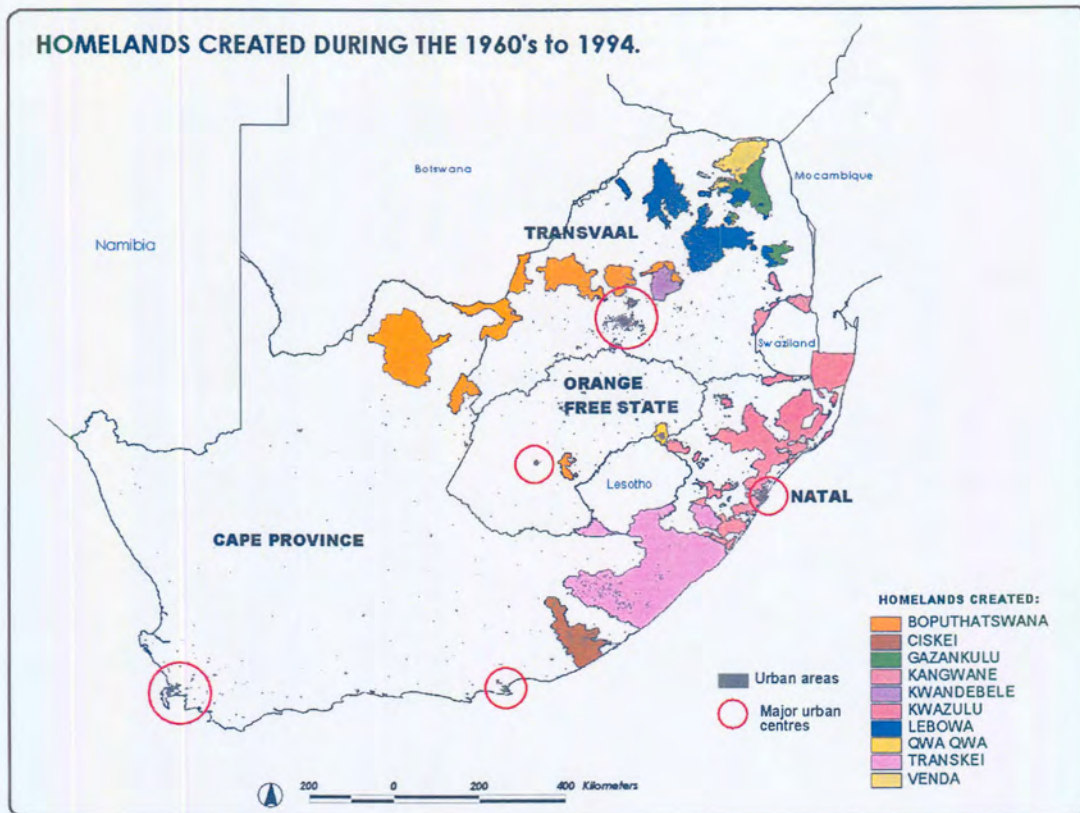 HOMELANDS CREATED DURING THE 1960's to 1994.
Botswana
Mocambique
Namibia
TRANSVAAL
Swaziland
ORANGE
FREE STATE
Lesotho
NATAL
CAPE PROVINCE
HOMELANDS CREATED:
BOPUTHATSWANA
CISKEI
GAZANKULU
KANGWANE
KWANDEBELE
KWAZULU
LEBOWA
QWA QWA
TRANSKEI
VENDA
Urban areas
Major urban
centres
200 0 200 400 Kilometers